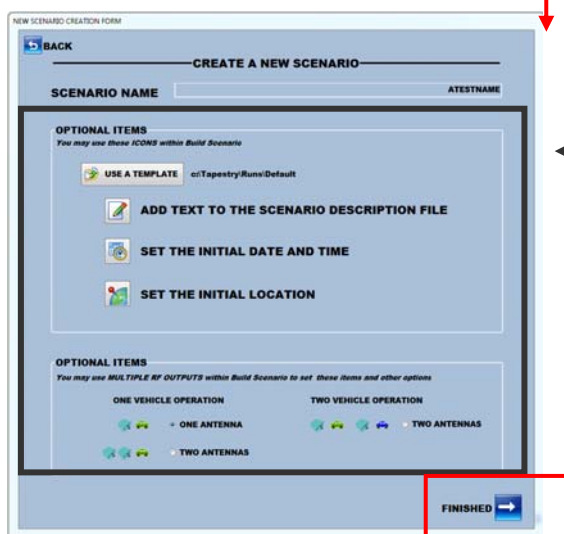 NEW SCENARIO CREATION FORM
BACK
CREATE A NEW SCENARIO
SCENARIO NAME ATESTNAME
OPTIONAL ITEMS
You may use these ICONS within Build Scenario
USE A TEMPLATE c:\Tapestry\Runs\Default
ADD TEXT TO THE SCENARIO DESCRIPTION FILE
SET THE INITIAL DATE AND TIME
SET THE INITIAL LOCATION
OPTIONAL ITEMS
You may use MULTIPLE RF OUTPUTS within Build Scenario to set these items and other options
ONE VEHICLE OPERATION TWO VEHICLE OPERATION
ONE ANTENNA TWO ANTENNAS
TWO ANTENNAS
FINISHED